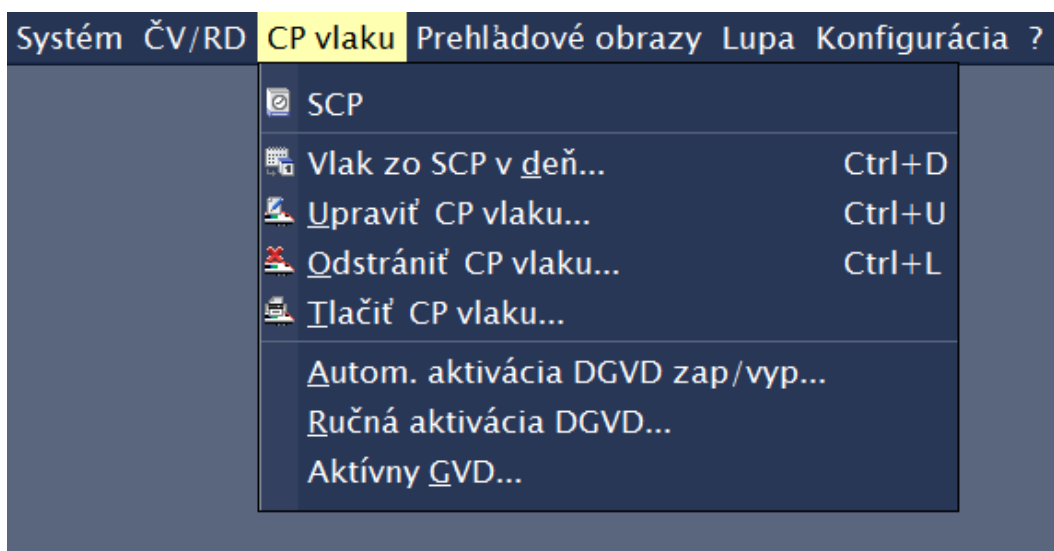 Systém ČV/RD CP vlaku Prehľadové obrazy Lupa Konfigurácia ?
SCP
Vlak zo SCP v deň... Ctrl+D
Upraviť CP vlaku... Ctrl+U
Odstrániť CP vlaku... Ctrl+L
Tlačiť CP vlaku...
Autom. aktivácia DGVD zap/vyp...
Ručná aktivácia DGVD...
Aktívny GVD...